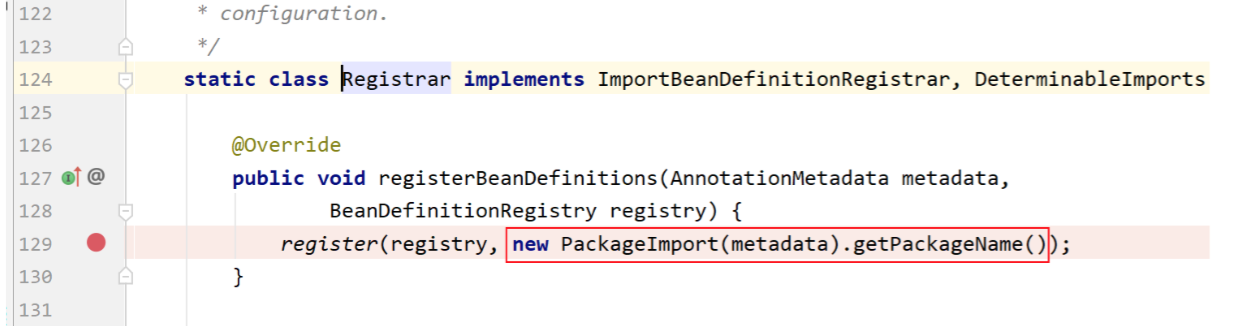 122 * configuration.
123 */
124 static class Registrar implements ImportBeanDefinitionRegistrar, DeterminableImports
125
126 @Override
127 @ public void registerBeanDefinitions(AnnotationMetadata metadata,
128 BeanDefinitionRegistry registry) {
129 register(registry, new PackageImport(metadata).getPackageName());
130 }
131